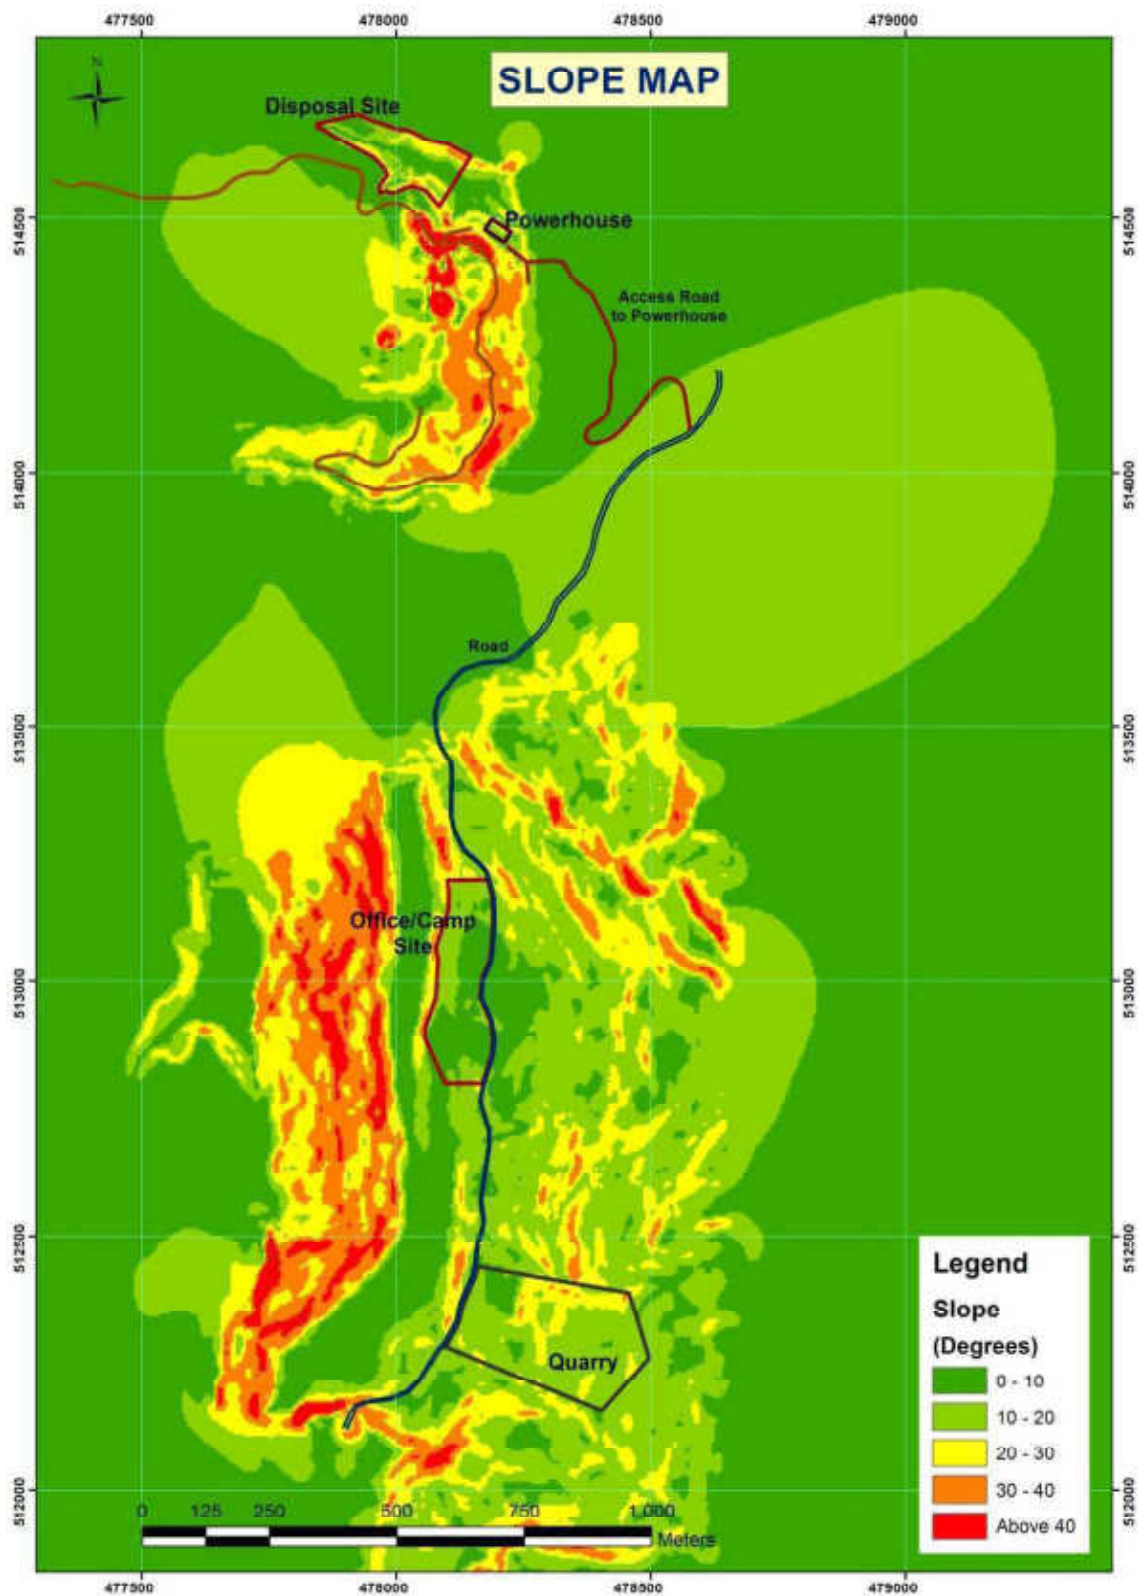 477500 478000 478500 479000
N
SLOPE MAP
Disposal Site
514500 514500
Powerhouse
Access Road
to Powerhouse
514000 514000
Road
513500 513500
Office/Camp
Site
513000 513000
512500 512500
Legend
Slope
(Degrees)
Quarry
0 - 10
10 - 20
20 - 30
30 - 40
Above 40
512000 512000
0 125 250 500 750 1,000
Meters
477500 478000 478500 479000